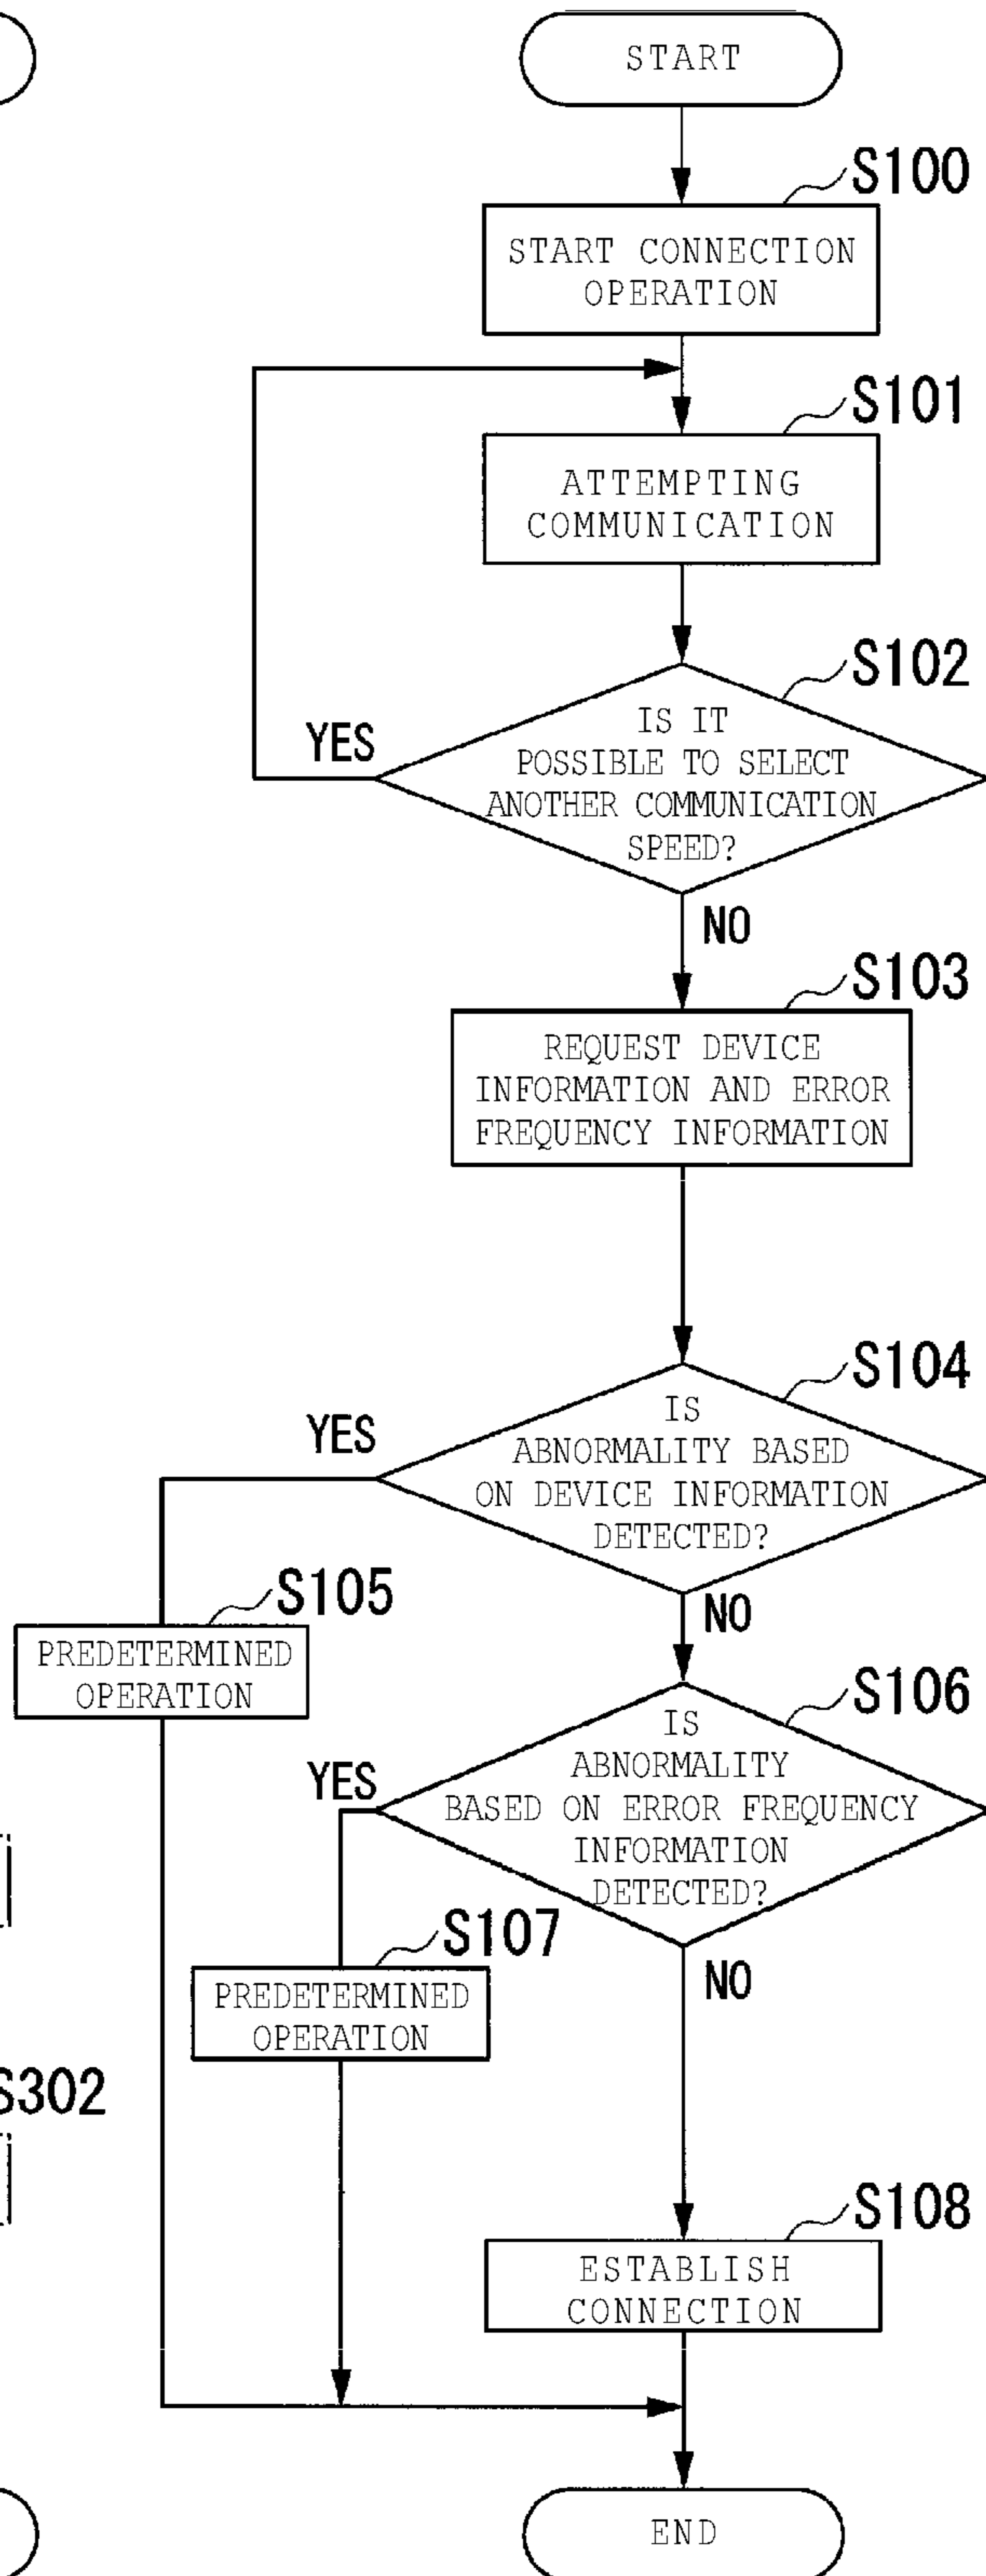 START
S100
START CONNECTION
OPERATION
S101
ATTEMPTING
COMMUNICATION
S102
IS IT
POSSIBLE TO SELECT
ANOTHER COMMUNICATION
SPEED?
YES
NO
S103
REQUEST DEVICE
INFORMATION AND ERROR
FREQUENCY INFORMATION
S104
IS
ABNORMALITY BASED
ON DEVICE INFORMATION
DETECTED?
YES
NO
S105
PREDETERMINED
OPERATION
S106
IS
ABNORMALITY
BASED ON ERROR FREQUENCY
INFORMATION
DETECTED?
YES
NO
S107
PREDETERMINED
OPERATION
S302
S108
ESTABLISH
CONNECTION
END